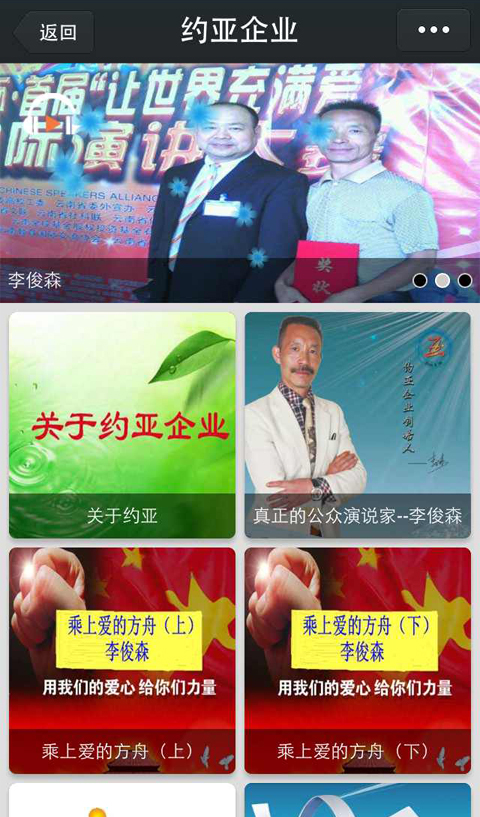 返回
约亚企业
·首届“让世界充满爱
际演讲大
CHINESE SPEAKERS ALLIANC
奖状
李俊森
关于约亚企业
关于约亚
约亚企业创始人
真正的公众演说家--李俊森
乘上爱的方舟（上）
李俊森
用我们的爱心 给你们力量
乘上爱的方舟（上）
乘上爱的方舟（下）
李俊森
用我们的爱心 给你们力量
乘上爱的方舟（下）